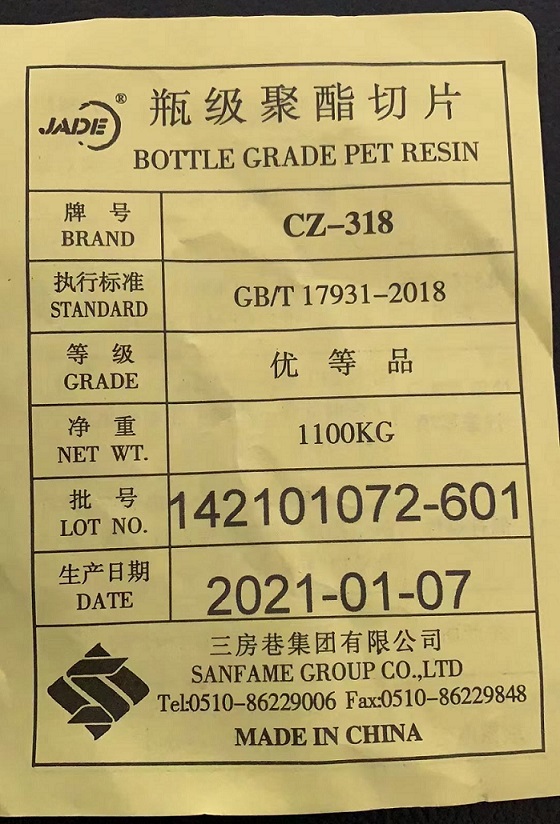 JADE®
瓶级聚酯切片
BOTTLE GRADE PET RESIN
牌 号
BRAND
CZ-318
执行标准
STANDARD
GB/T 17931-2018
等 级
GRADE
优 等 品
净 重
NET WT.
1100KG
批 号
LOT NO.
142101072-601
生产日期
DATE
2021-01-07
三房巷集团有限公司
SANFAME GROUP CO.,LTD
Tel:0510-86229006 Fax:0510-86229848
MADE IN CHINA